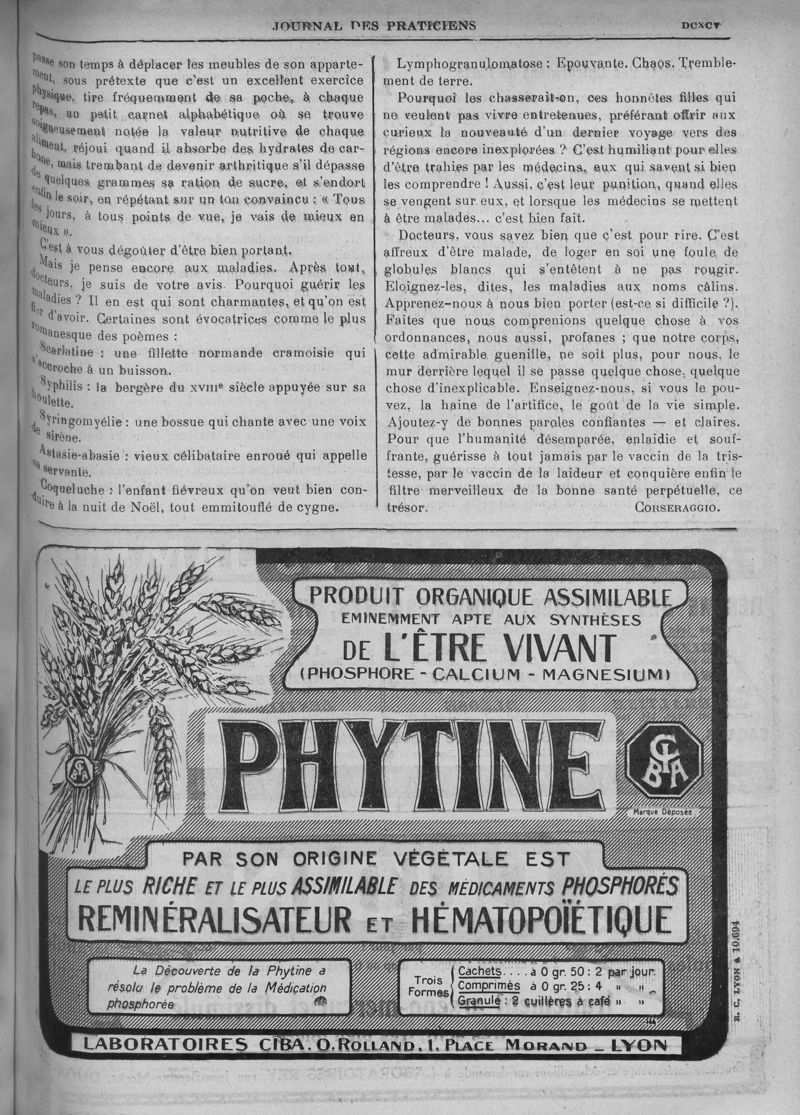 JOURNAL DES PRATICIENS
DCXCV
passe son temps à déplacer les meubles de son apparte-
ment, sous prétexte que c'est un excellent exercice
physique, tire fréquemment de sa poche, à chaque
repas, un petit carnet alphabétique où se trouve
soigneusement notée la valeur nutritive de chaque
aliment, réjoui quand il absorbe des hydrates de car-
bone, mais tremblant de devenir arthritique s'il dépasse
de quelques grammes sa ration de sucre, et s'endort
enfin le soir, en répétant sur un ton convaincu : « Tous
les jours, à tous points de vue, je vais de mieux en
mieux ».
C'est à vous dégoûter d'être bien portant.
Mais je pense encore aux maladies. Après tout,
docteurs, je suis de votre avis. Pourquoi guérir les
maladies ? Il en est qui sont charmantes, et qu'on est
fier d'avoir. Certaines sont évocatrices comme le plus
romanesque des poèmes :
Scarlatine : une fillette normande cramoisie qui
s'accroche à un buisson.
Syphilis : la bergère du XVIIIe siècle appuyée sur sa
houlette.
Syringomyélie : une bossue qui chante avec une voix
de sirène.
Astasie-abasie : vieux célibataire enroué qui appelle
sa servante.
Coqueluche : l'enfant fiévreux qu'on veut bien con-
duire à la nuit de Noël, tout emmitouflé de cygne.
Lymphogranulomatose : Epouvante. Chaos. Tremble-
ment de terre.
Pourquoi les chasserait-on, ces honnêtes filles qui
ne veulent pas vivre entretenues, préférant offrir aux
curieux la nouveauté d'un dernier voyage vers des
régions encore inexplorées ? C'est humiliant pour elles
d'être trahies par les médecins, eux qui savent si bien
les comprendre ! Aussi, c'est leur punition, quand elles
se vengent sur eux, et lorsque les médecins se mettent
à être malades... c'est bien fait.
Docteurs, vous savez bien que c'est pour rire. C'est
affreux d'être malade, de loger en soi une foule de
globules blancs qui s'entêtent à ne pas rougir.
Eloignez-les, dites, les maladies aux noms câlins.
Apprenez-nous à nous bien porter (est-ce si difficile ?).
Faites que nous comprenions quelque chose à vos
ordonnances, nous aussi, profanes ; que notre corps,
cette admirable guenille, ne soit plus, pour nous, le
mur derrière lequel il se passe quelque chose, quelque
chose d'inexplicable. Enseignez-nous, si vous le pou-
vez, la haine de l'artifice, le goût de la vie simple.
Ajoutez-y de bonnes paroles confiantes — et claires.
Pour que l'humanité désemparée, enlaidie et souf-
frante, guérisse à tout jamais par le vaccin de la tris-
tesse, par le vaccin de la laideur et conquière enfin le
filtre merveilleux de la bonne santé perpétuelle, ce
trésor. CORSERAGGIO.
PRODUIT ORGANIQUE ASSIMILABLE
EMINEMMENT APTE AUX SYNTHÈSES
DE L'ÊTRE VIVANT
(PHOSPHORE - CALCIUM - MAGNESIUM)
PHYTINE
CIBA
CIBA
Marque Déposée
PAR SON ORIGINE VÉGÉTALE EST
LE PLUS RICHE ET LE PLUS ASSIMILABLE DES MÉDICAMENTS PHOSPHORÉS
REMINÉRALISATEUR ET HÉMATOPOÏÉTIQUE
La Découverte de la Phytine a
résolu le problème de la Médication
phosphorée
Trois
Formes
Cachets.... à 0 gr. 50 : 2 par jour.
Comprimés à 0 gr. 25 : 4 " "
Granulé : 2 cuillères à café " "
LABORATOIRES CIBA. O. ROLLAND. 1. PLACE MORAND _ LYON
R. C. LYON A 10.694